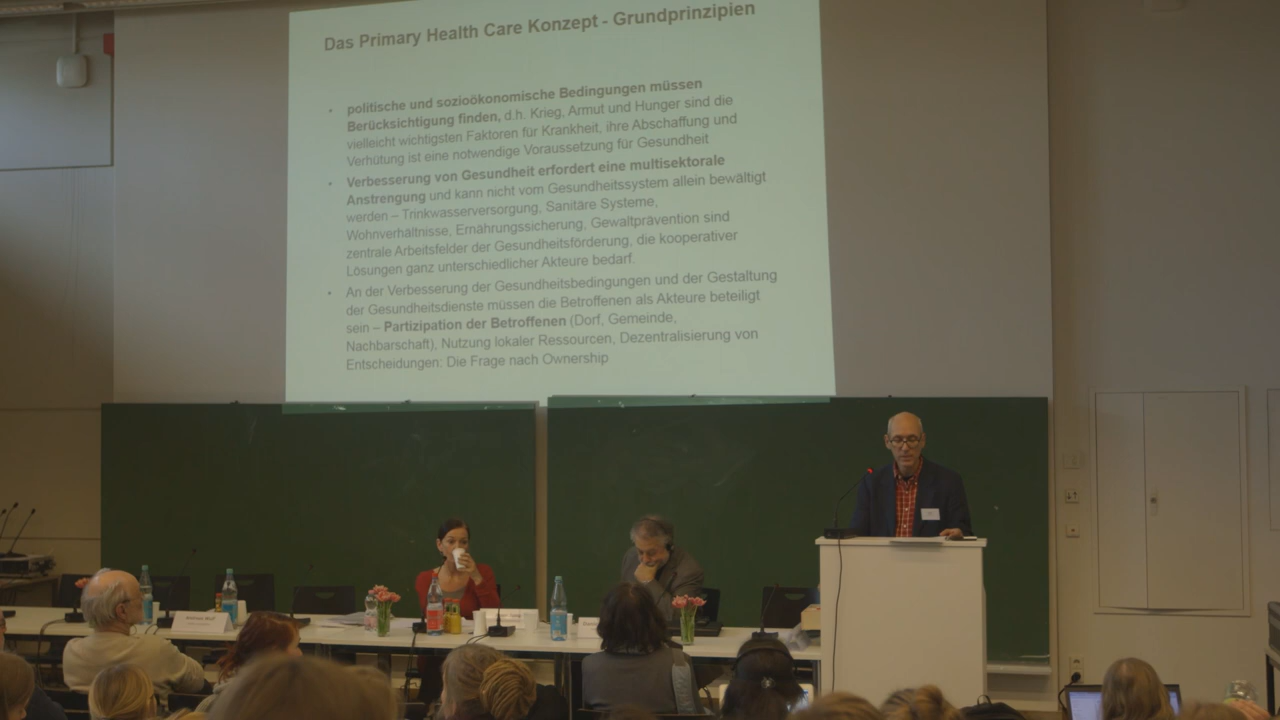 Das Primary Health Care Konzept - Grundprinzipien
• politische und sozioökonomische Bedingungen müssen
Berücksichtigung finden, d.h. Krieg, Armut und Hunger sind die
vielleicht wichtigsten Faktoren für Krankheit, ihre Abschaffung und
Verhütung ist eine notwendige Voraussetzung für Gesundheit
• Verbesserung von Gesundheit erfordert eine multisektorale
Anstrengung und kann nicht vom Gesundheitssystem allein bewältigt
werden – Trinkwasserversorgung, Sanitäre Systeme,
Wohnverhältnisse, Ernährungssicherung, Gewaltprävention sind
zentrale Arbeitsfelder der Gesundheitsförderung, die kooperativer
Lösungen ganz unterschiedlicher Akteure bedarf.
• An der Verbesserung der Gesundheitsbedingungen und der Gestaltung
der Gesundheitsdienste müssen die Betroffenen als Akteure beteiligt
sein – Partizipation der Betroffenen (Dorf, Gemeinde,
Nachbarschaft), Nutzung lokaler Ressourcen, Dezentralisierung von
Entscheidungen: Die Frage nach Ownership